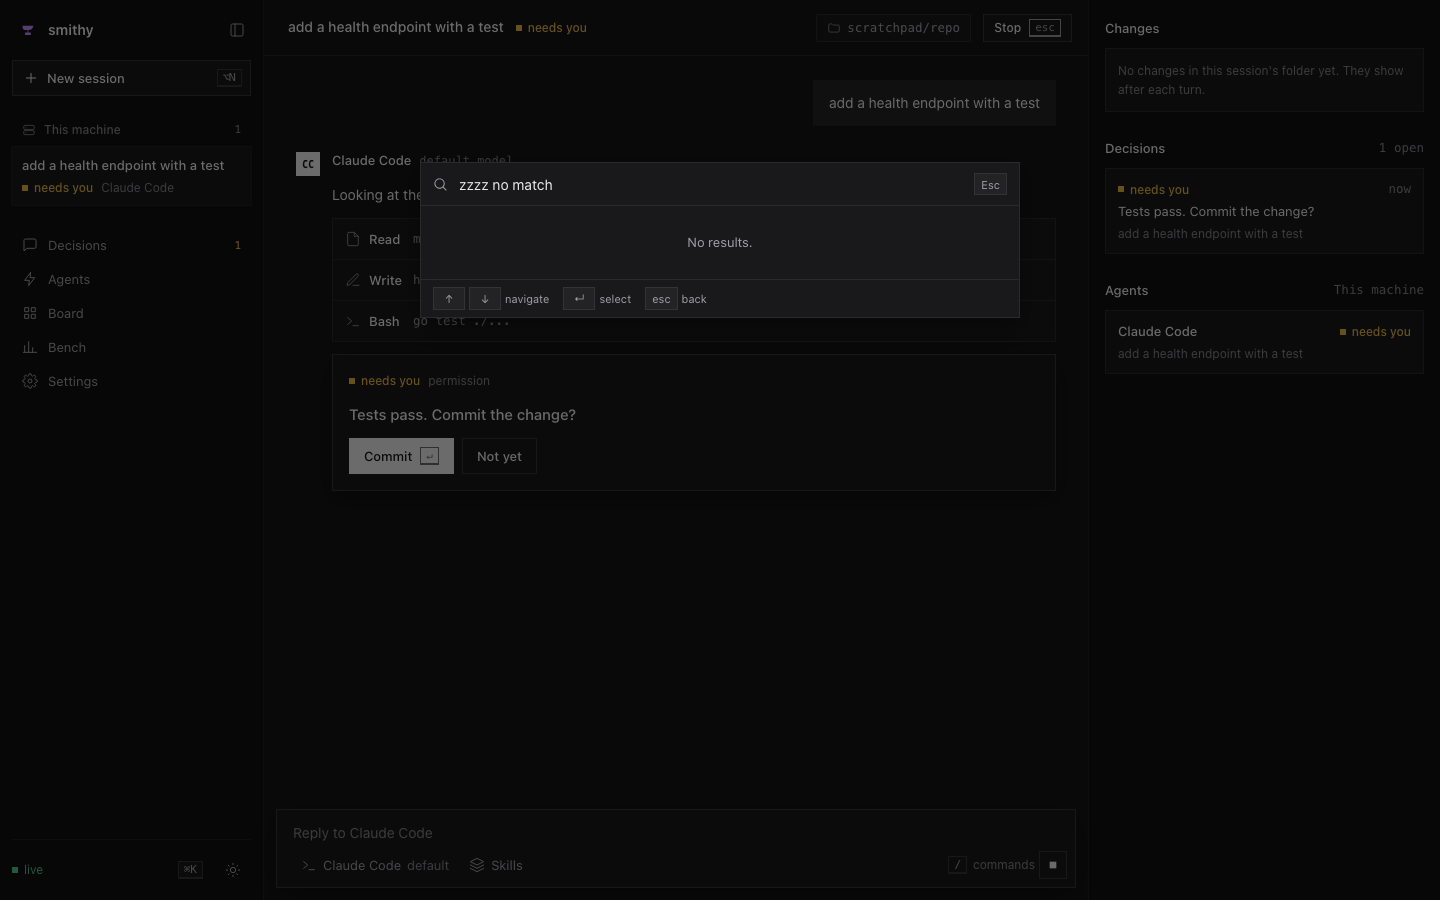 smithy
New session ⌥N
This machine 1
add a health endpoint with a test
needs you Claude Code
Decisions 1
Agents
Board
Bench
Settings
live ⌘K
add a health endpoint with a test needs you scratchpad/repo Stop esc
add a health endpoint with a test
CC Claude Code default model
Looking at the
zzzz no match Esc
No results.
↑ ↓ navigate ↵ select esc back
Read
Write
Bash go test ./...
needs you permission
Tests pass. Commit the change?
Commit ↵ Not yet
Reply to Claude Code
Claude Code default Skills / commands
Changes
No changes in this session's folder yet. They show
after each turn.
Decisions 1 open
needs you now
Tests pass. Commit the change?
add a health endpoint with a test
Agents This machine
Claude Code needs you
add a health endpoint with a test